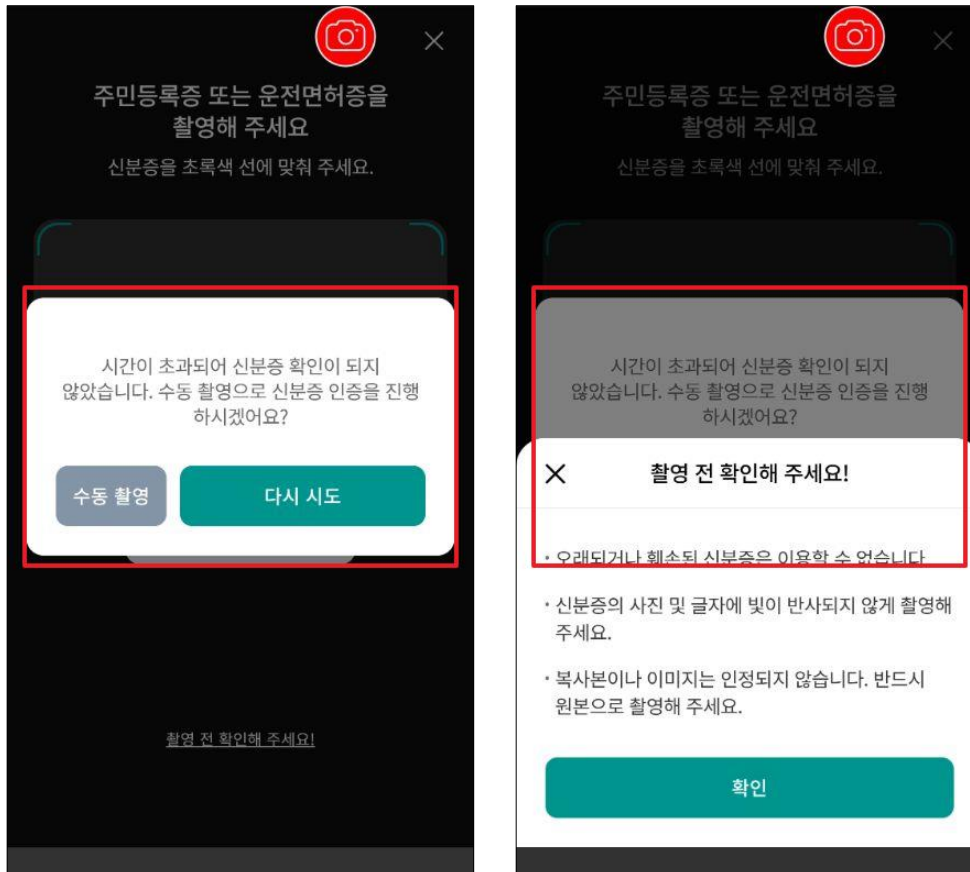 주민등록증 또는 운전면허증을
촬영해 주세요
신분증을 초록색 선에 맞춰 주세요.
시간이 초과되어 신분증 확인이 되지
않았습니다. 수동 촬영으로 신분증 인증을 진행
하시겠어요?
수동 촬영
다시 시도
촬영 전 확인해 주세요!
주민등록증 또는 운전면허증을
촬영해 주세요
신분증을 초록색 선에 맞춰 주세요.
시간이 초과되어 신분증 확인이 되지
않았습니다. 수동 촬영으로 신분증 인증을 진행
하시겠어요?
촬영 전 확인해 주세요!
· 오래되거나 훼손된 신분증은 이용할 수 없습니다
· 신분증의 사진 및 글자에 빛이 반사되지 않게 촬영해
주세요.
· 복사본이나 이미지는 인정되지 않습니다. 반드시
원본으로 촬영해 주세요.
확인